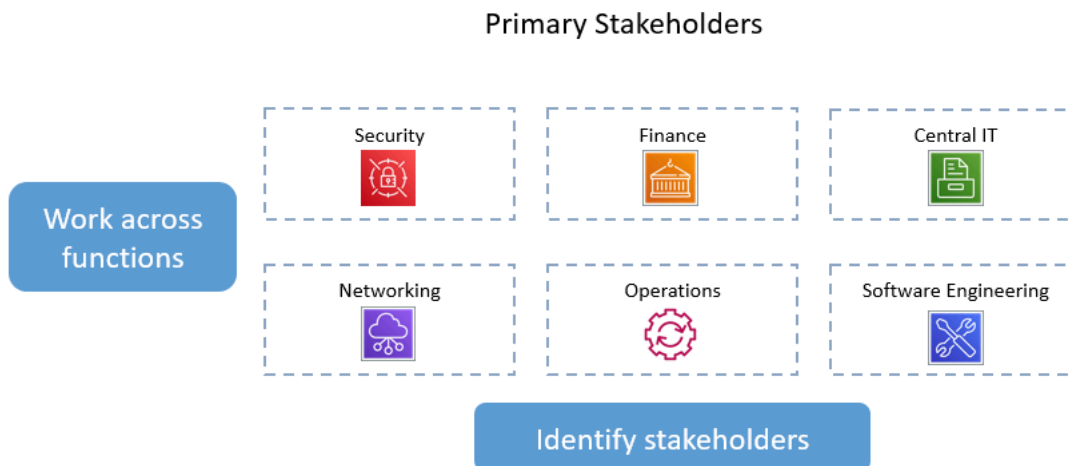 Primary Stakeholders
Security
Finance
Central IT
Work across
functions
Networking
Operations
Software Engineering
Identify stakeholders